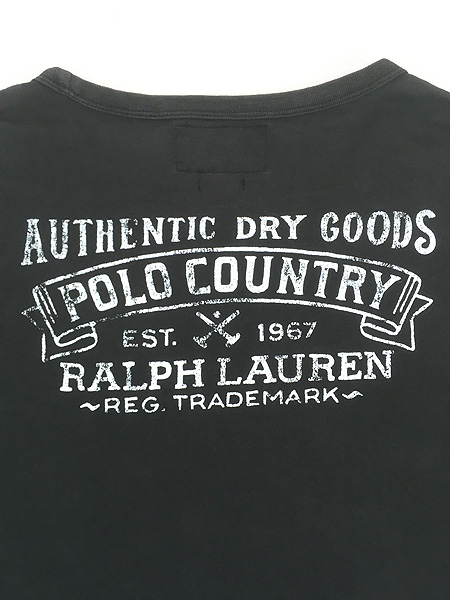 AUTHENTIC DRY GOODS
POLO COUNTRY
EST. 1967
RALPH LAUREN
~REG. TRADEMARK~